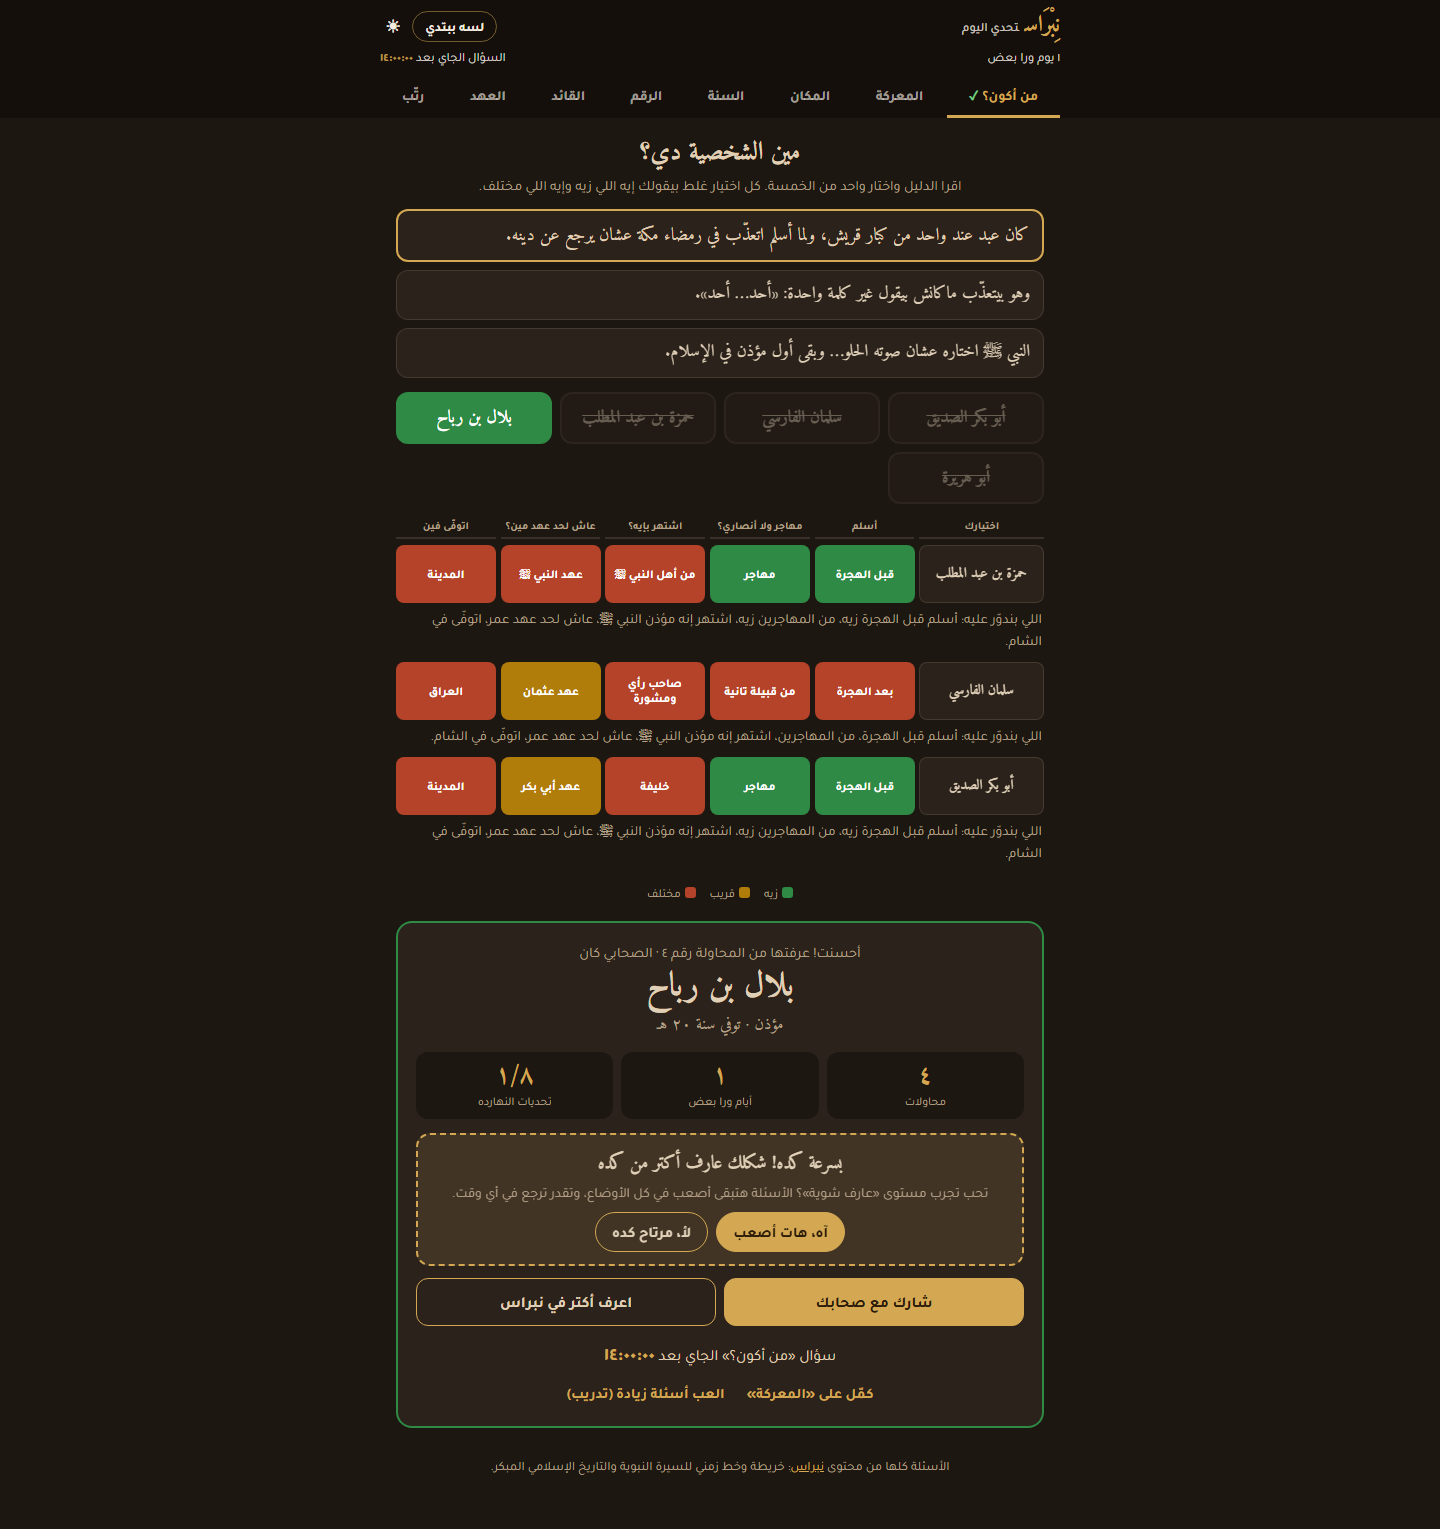 نِبْرَاس تحدي اليوم
لسه ببتدي ☀
١ يوم ورا بعض
السؤال الجاي بعد ١٤:٠٠:٠٠
من أكون؟ ✓ المعركة المكان السنة الرقم القائد العهد رتّب
مين الشخصية دي؟
اقرا الدليل واختار واحد من الخمسة. كل اختيار غلط بيقولك إيه اللي زيه وإيه اللي مختلف.
كان عبد عند واحد من كبار قريش، ولما أسلم اتعذّب في رمضاء مكة عشان يرجع عن دينه.
وهو بيتعذّب ماكانش بيقول غير كلمة واحدة: «أحد… أحد».
النبي ﷺ اختاره عشان صوته الحلو… وبقى أول مؤذن في الإسلام.
أبو بكر الصديق سلمان الفارسي حمزة بن عبد المطلب بلال بن رباح
أبو هريرة
اختيارك أسلم مهاجر ولا أنصاري؟ اشتهر بإيه؟ عاش لحد عهد مين؟ اتوفّى فين
حمزة بن عبد المطلب قبل الهجرة مهاجر من أهل النبي ﷺ عهد النبي ﷺ المدينة
اللي بندوّر عليه: أسلم قبل الهجرة زيه، من المهاجرين زيه، اشتهر إنه مؤذن النبي ﷺ، عاش لحد عهد عمر، اتوفّى في
الشام.
سلمان الفارسي بعد الهجرة من قبيلة تانية صاحب رأي ومشورة عهد عثمان العراق
اللي بندوّر عليه: أسلم قبل الهجرة، من المهاجرين، اشتهر إنه مؤذن النبي ﷺ، عاش لحد عهد عمر، اتوفّى في الشام.
أبو بكر الصديق قبل الهجرة مهاجر خليفة عهد أبي بكر المدينة
اللي بندوّر عليه: أسلم قبل الهجرة زيه، من المهاجرين زيه، اشتهر إنه مؤذن النبي ﷺ، عاش لحد عهد عمر، اتوفّى في
الشام.
زيه قريب مختلف
أحسنت! عرفتها من المحاولة رقم ٤ · الصحابي كان
بلال بن رباح
مؤذن · توفي سنة ٢٠ هـ
٤ ١ ١/٨
محاولات أيام ورا بعض تحديات النهارده
بسرعة كده! شكلك عارف أكتر من كده
تحب تجرب مستوى «عارف شوية»؟ الأسئلة هتبقى أصعب في كل الأوضاع، وتقدر ترجع في أي وقت.
آه، هات أصعب لأ، مرتاح كده
شارك مع صحابك اعرف أكتر في نبراس
سؤال «من أكون؟» الجاي بعد ١٤:٠٠:٠٠
كمّل على «المعركة» العب أسئلة زيادة (تدريب)
الأسئلة كلها من محتوى نبراس: خريطة وخط زمني للسيرة النبوية والتاريخ الإسلامي المبكر.